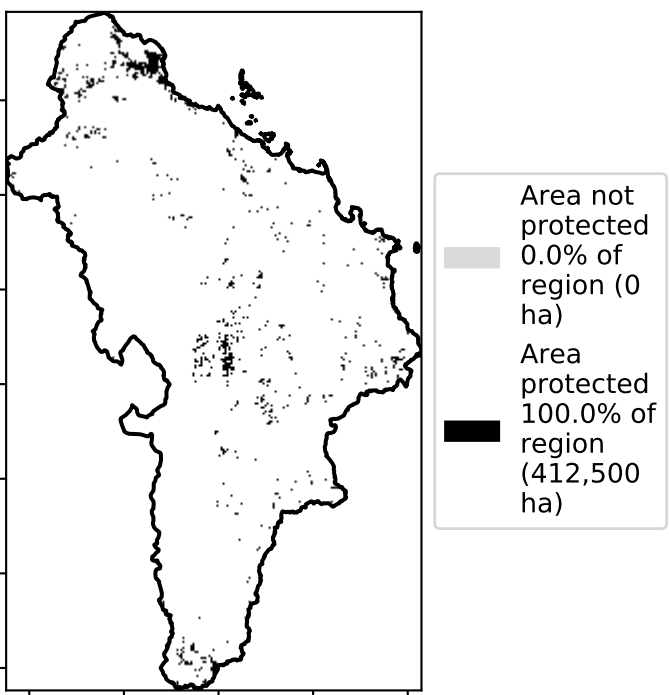 Area not
protected
0.0% of
region (0
ha)
Area
protected
100.0% of
region
(412,500
ha)